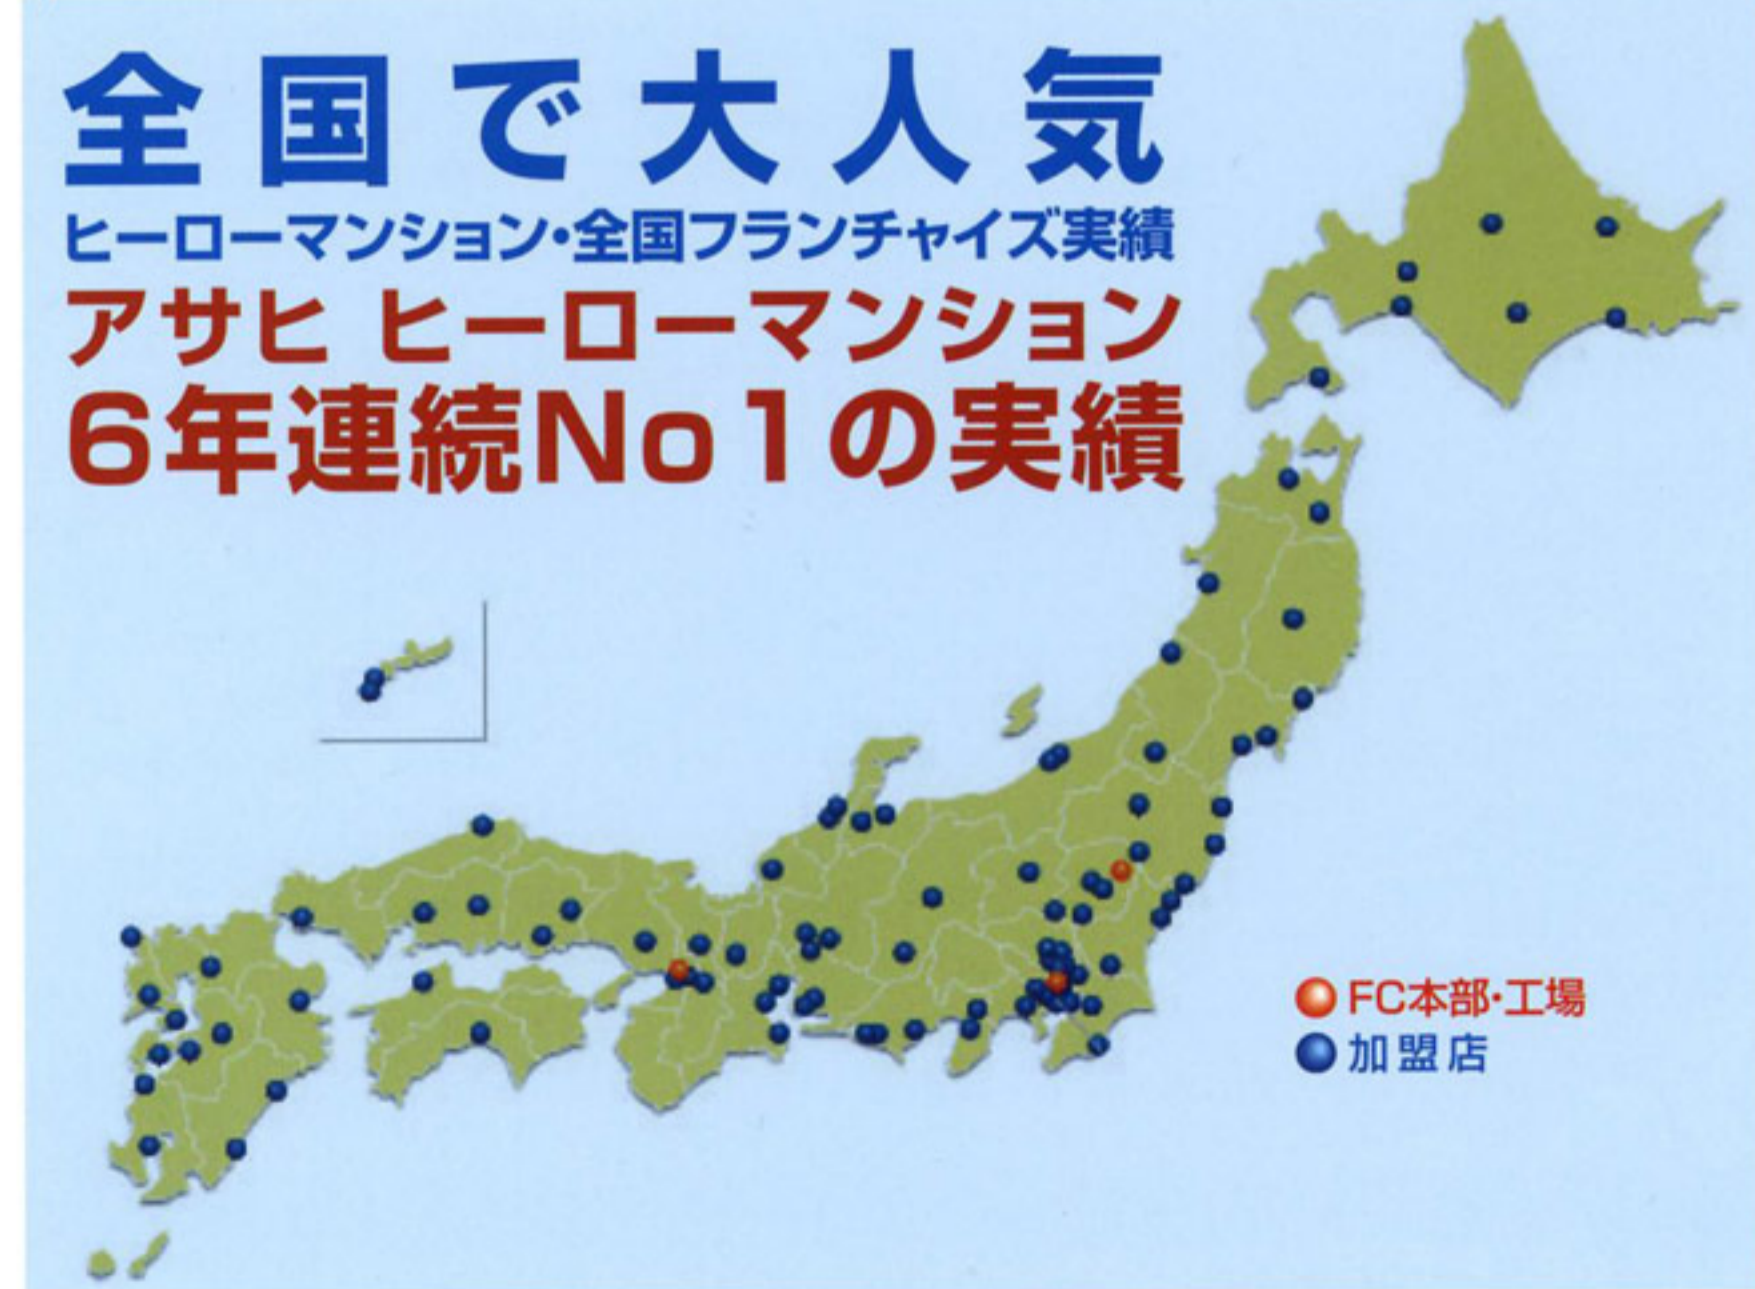 全国で大人気
ヒーローマンション・全国フランチャイズ実績
アサヒ ヒーローマンション
6年連続No1の実績
FC本部・工場
加盟店